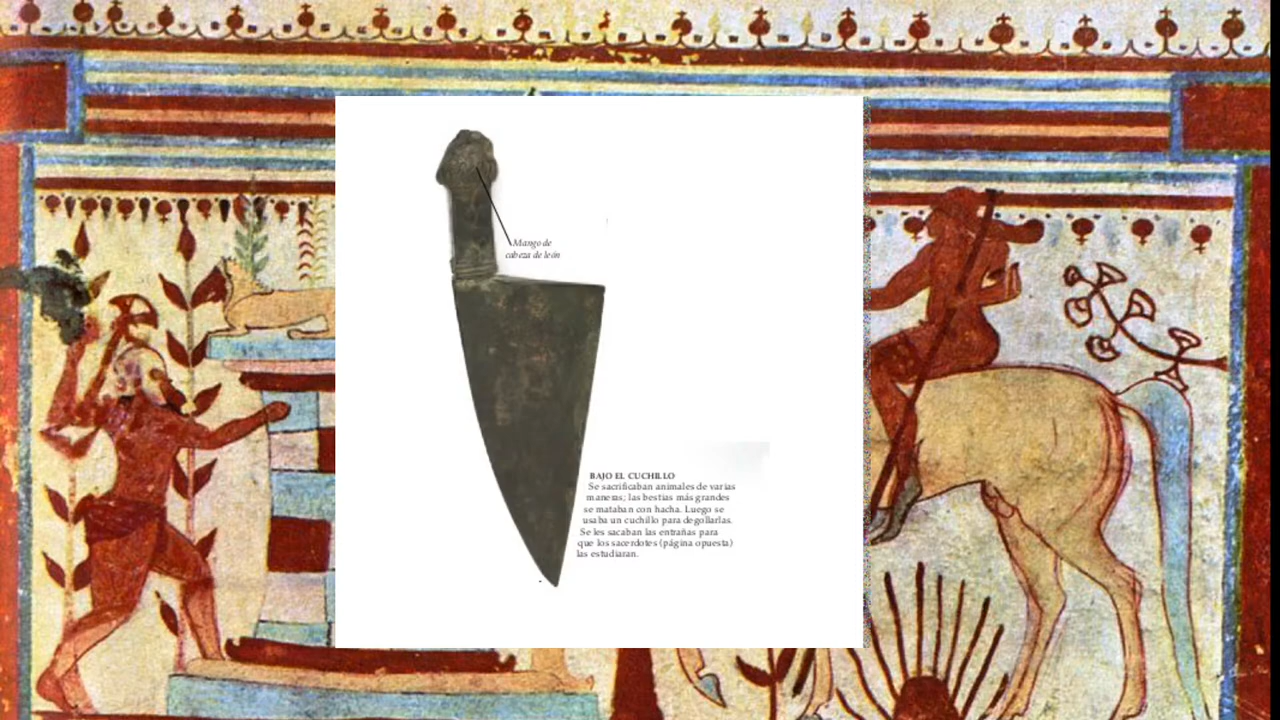 Mango de
cabeza de león
BAJO EL CUCHILLO
Se sacrificaban animales de varias
maneras; las bestias más grandes
se mataban con hacha. Luego se
usaba un cuchillo para degollarlas.
Se les sacaban las entrañas para
que los sacerdotes (página opuesta)
las estudiaran.